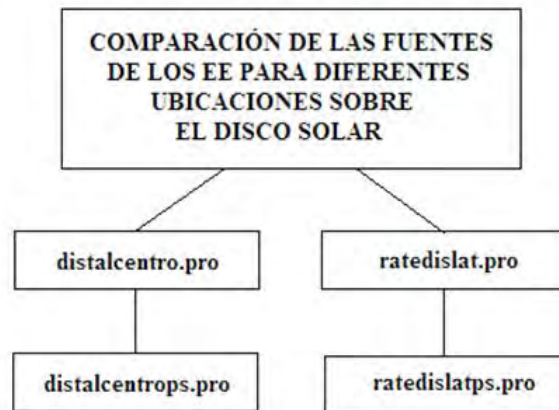 COMPARACIÓN DE LAS FUENTES
DE LOS EE PARA DIFERENTES
UBICACIONES SOBRE
EL DISCO SOLAR
distalcentro.pro
ratedislat.pro
distalcentrops.pro
ratedislatps.pro